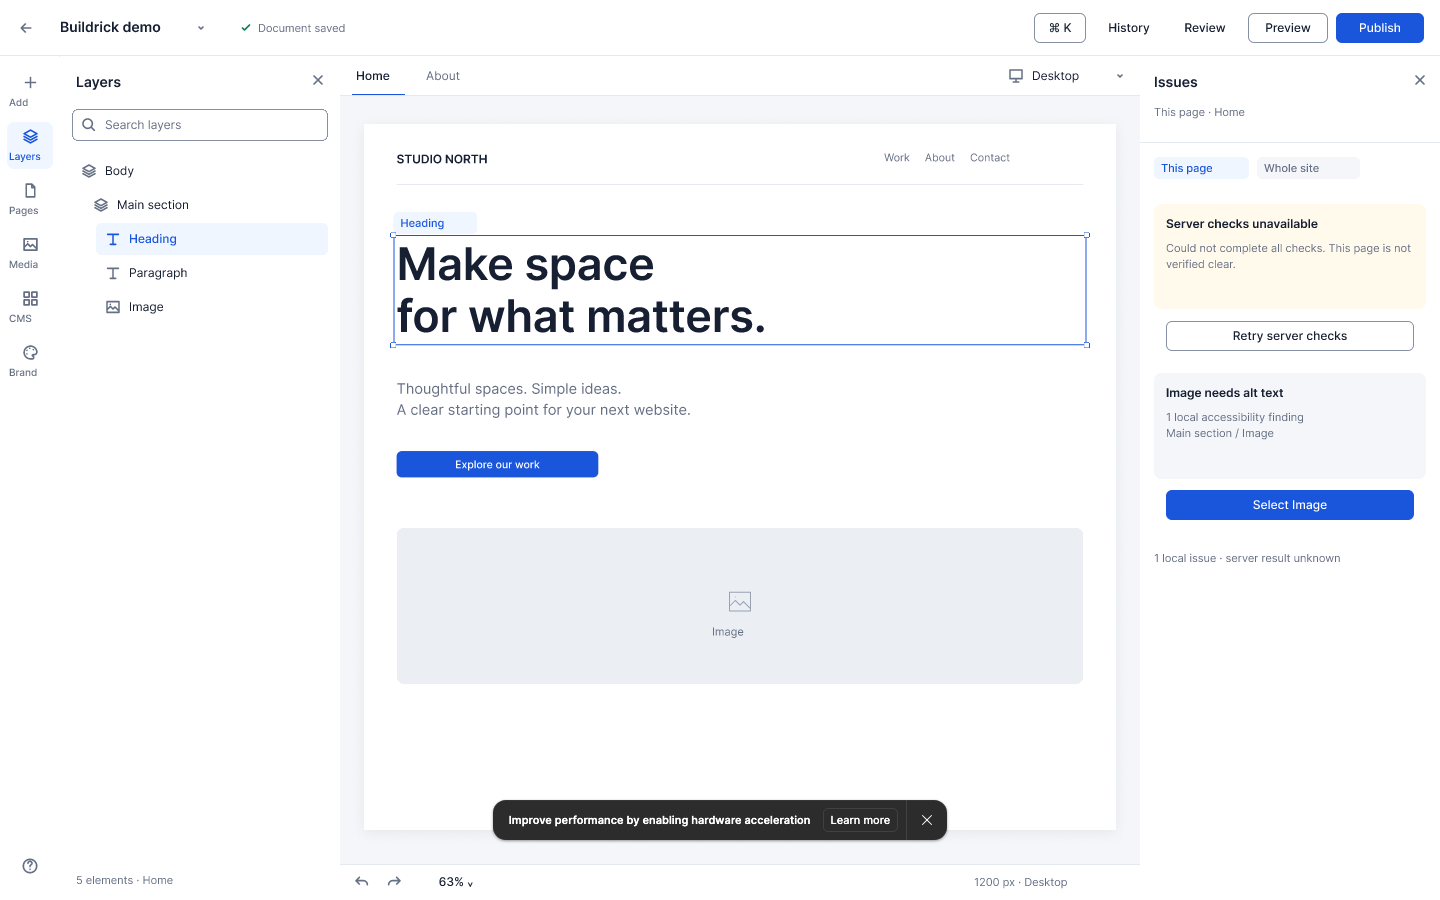 Buildrick demo
Document saved
⌘ K
History
Review
Preview
Publish
Add
Layers
Pages
Media
CMS
Brand
Layers
Search layers
Body
Main section
Heading
Paragraph
Image
5 elements · Home
Home
About
Desktop
STUDIO NORTH
Work
About
Contact
Heading
Make space
for what matters.
Thoughtful spaces. Simple ideas.
A clear starting point for your next website.
Explore our work
Image
Improve performance by enabling hardware acceleration
Learn more
63%
1200 px · Desktop
Issues
This page · Home
This page
Whole site
Server checks unavailable
Could not complete all checks. This page is not
verified clear.
Retry server checks
Image needs alt text
1 local accessibility finding
Main section / Image
Select Image
1 local issue · server result unknown